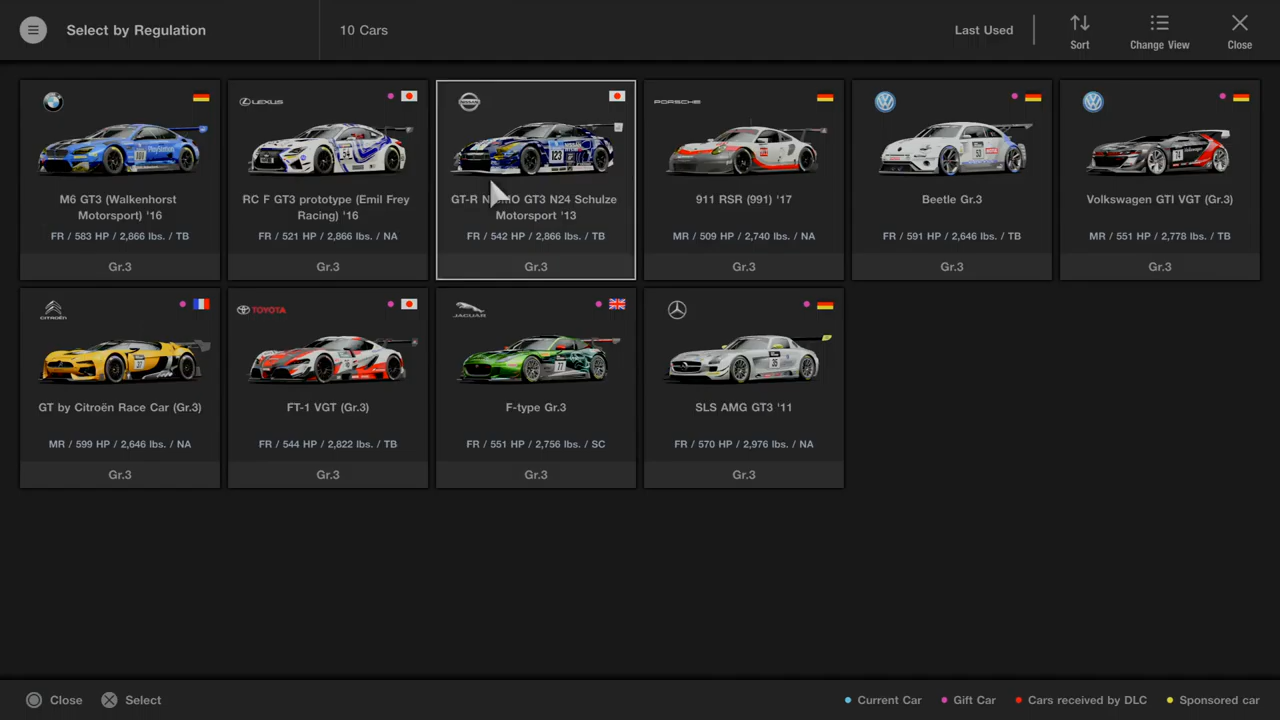 Select by Regulation
10 Cars
Last Used
Sort
Change View
Close
M6 GT3 (Walkenhorst
Motorsport) '16
FR / 583 HP / 2,866 lbs. / TB
Gr.3
LEXUS
RC F GT3 prototype (Emil Frey
Racing) '16
FR / 521 HP / 2,866 lbs. / NA
Gr.3
NISSAN
123
GT-R NISMO GT3 N24 Schulze
Motorsport '13
FR / 542 HP / 2,866 lbs. / TB
Gr.3
PORSCHE
911 RSR (991) '17
MR / 509 HP / 2,740 lbs. / NA
Gr.3
53
Beetle Gr.3
FR / 591 HP / 2,646 lbs. / TB
Gr.3
Volkswagen GTI VGT (Gr.3)
MR / 551 HP / 2,778 lbs. / TB
Gr.3
CITROËN
GT by Citroën Race Car (Gr.3)
MR / 599 HP / 2,646 lbs. / NA
Gr.3
TOYOTA
FT-1 VGT (Gr.3)
FR / 544 HP / 2,822 lbs. / TB
Gr.3
JAGUAR
77
F-type Gr.3
FR / 551 HP / 2,756 lbs. / SC
Gr.3
35
SLS AMG GT3 '11
FR / 570 HP / 2,976 lbs. / NA
Gr.3
Close
Select
Current Car
Gift Car
Cars received by DLC
Sponsored car